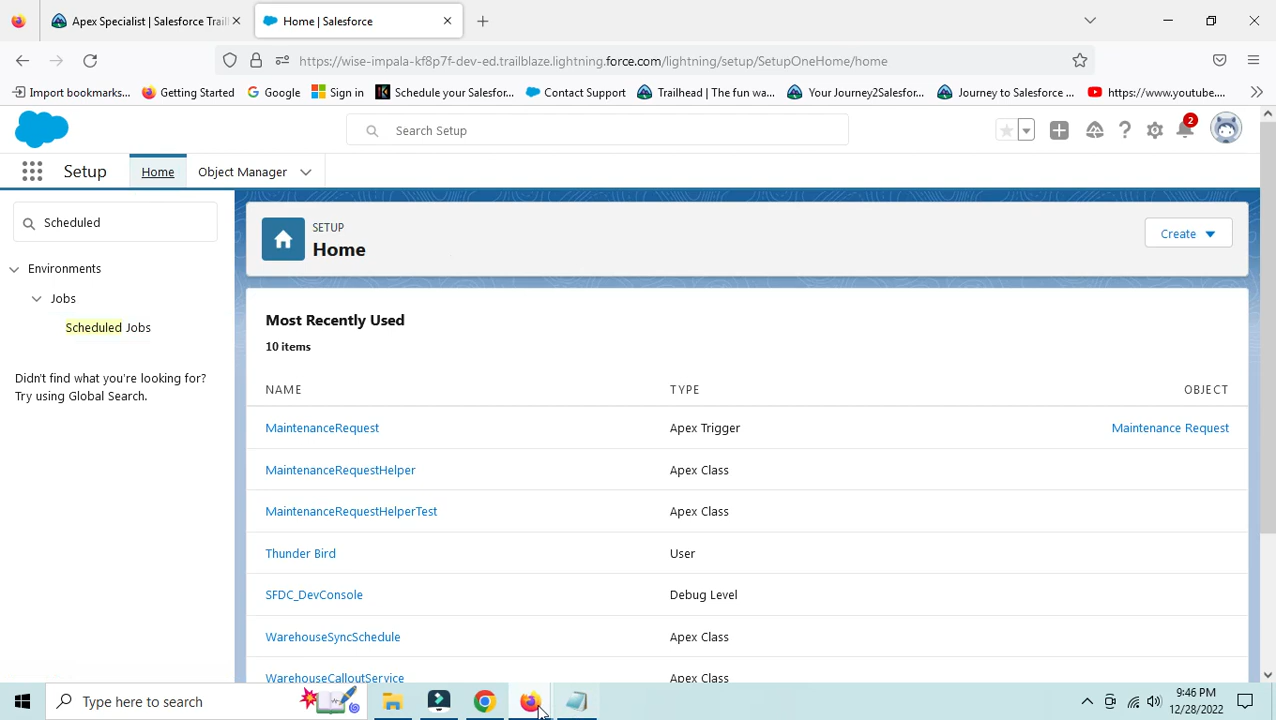 Apex Specialist | Salesforce Trail
Home | Salesforce
https://wise-impala-kf8p7f-dev-ed.trailblaze.lightning.force.com/lightning/setup/SetupOneHome/home
Import bookmarks...
Getting Started
Google
Sign in
Schedule your Salesfor...
Contact Support
Trailhead | The fun wa...
Your Journey2Salesfor...
Journey to Salesforce ...
https://www.youtube....
Search Setup
2
Setup
Home
Object Manager
Scheduled
Environments
Jobs
Scheduled Jobs
Didn't find what you're looking for?
Try using Global Search.
SETUP
Home
Create
Most Recently Used
10 items
NAME TYPE OBJECT
MaintenanceRequest Apex Trigger Maintenance Request
MaintenanceRequestHelper Apex Class
MaintenanceRequestHelperTest Apex Class
Thunder Bird User
SFDC_DevConsole Debug Level
WarehouseSyncSchedule Apex Class
WarehouseCalloutService Apex Class
Type here to search
9:46 PM
12/28/2022